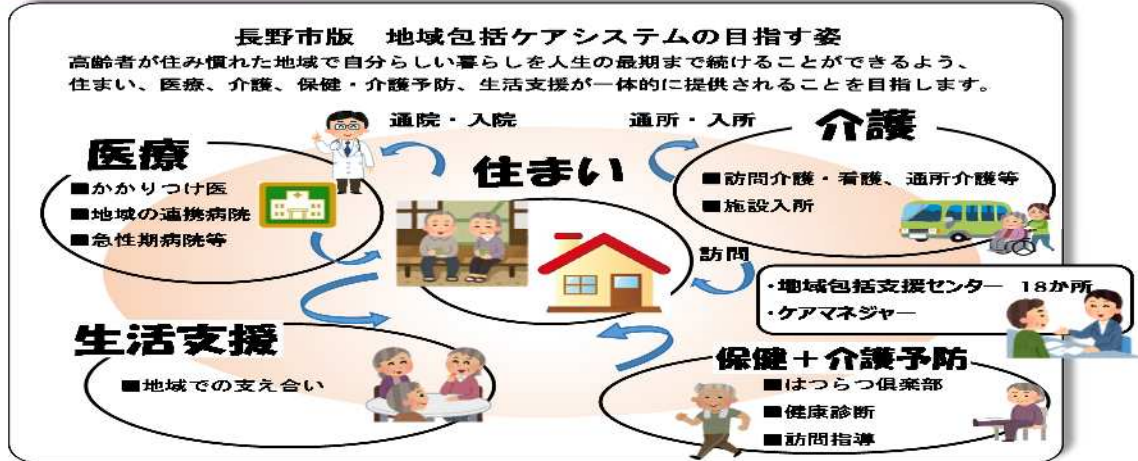 長野市版　地域包括ケアシステムの目指す姿
高齢者が住み慣れた地域で自分らしい暮らしを人生の最期まで続けることができるよう、
住まい、医療、介護、保健・介護予防、生活支援が一体的に提供されることを目指します。
通院・入院
通所・入所
医療
■かかりつけ医
■地域の連携病院
■急性期病院等
住まい
介護
■訪問介護・看護、通所介護等
■施設入所
訪問
・地域包括支援センター　18か所
・ケアマネジャー
生活支援
■地域での支え合い
保健＋介護予防
■はつらつ倶楽部
■健康診断
■訪問指導